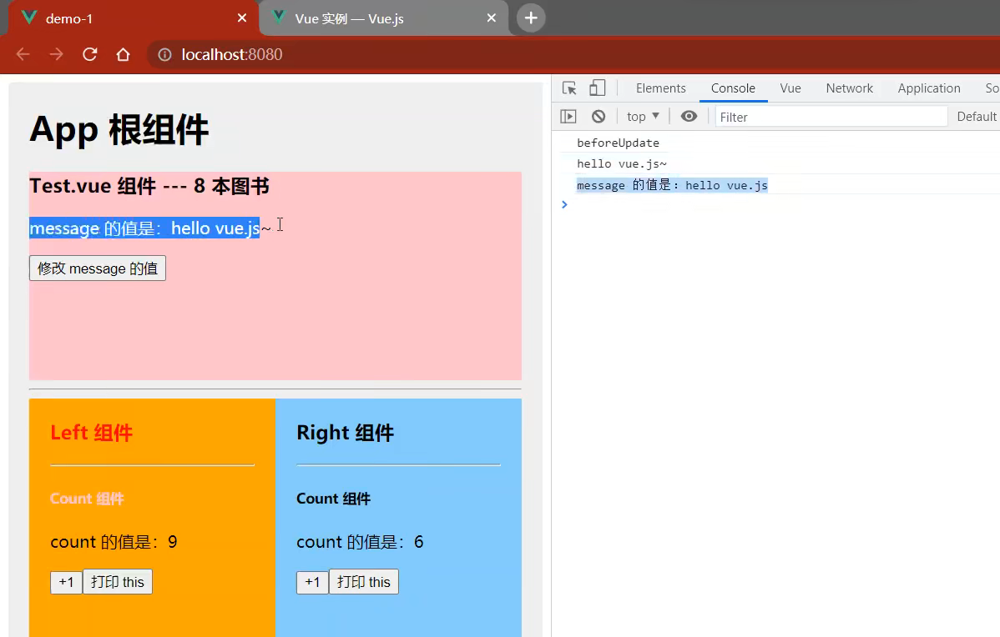 demo-1
Vue 实例 — Vue.js
localhost:8080
Elements Console Vue Network Application So
top Filter Default
beforeUpdate
hello vue.js~
message 的值是：hello vue.js
App 根组件
Test.vue 组件 --- 8 本图书
message 的值是：hello vue.js~
修改 message 的值
Left 组件
Count 组件
count 的值是：9
+1 打印 this
Right 组件
Count 组件
count 的值是：6
+1 打印 this